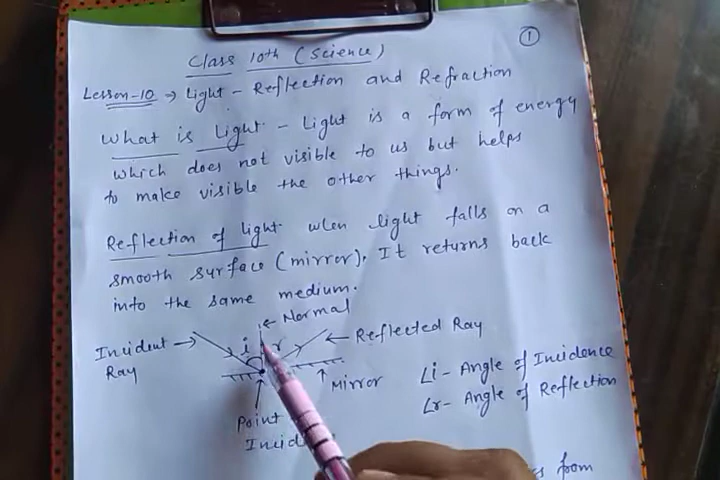 ①
Class 10th (Science)
Lesson-10 → Light - Reflection and Refraction
What is Light - Light is a form of energy
which does not visible to us but helps
to make visible the other things.
Reflection of light when light falls on a
smooth surface (mirror). It returns back
into the same medium.
← Normal
Incident → i r ← Reflected Ray
Ray
Mirror
∠i - Angle of Incidence
∠r - Angle of Reflection
Point
from